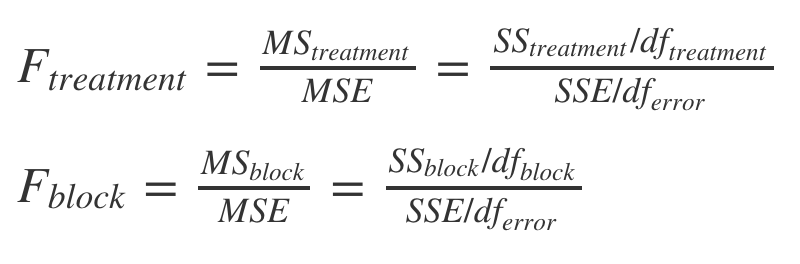 F_treatment = MS_treatment / MSE = SS_treatment/df_treatment / SSE/df_error
F_block = MS_block / MSE = SS_block/df_block / SSE/df_error